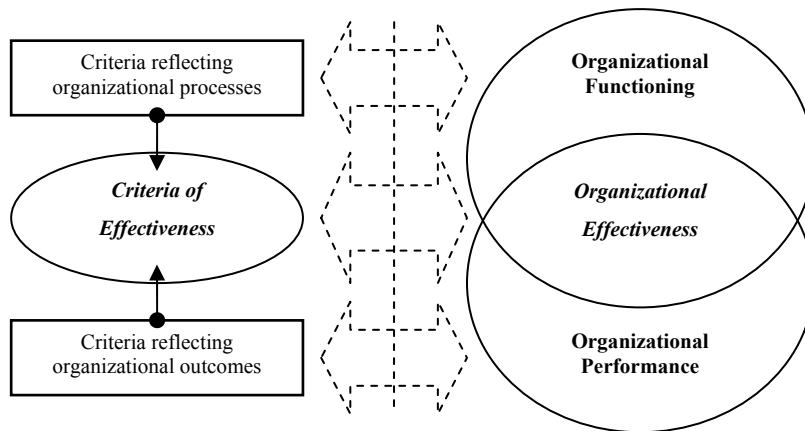 Criteria reflecting
organizational processes
Criteria of
Effectiveness
Criteria reflecting
organizational outcomes
Organizational
Functioning
Organizational
Effectiveness
Organizational
Performance